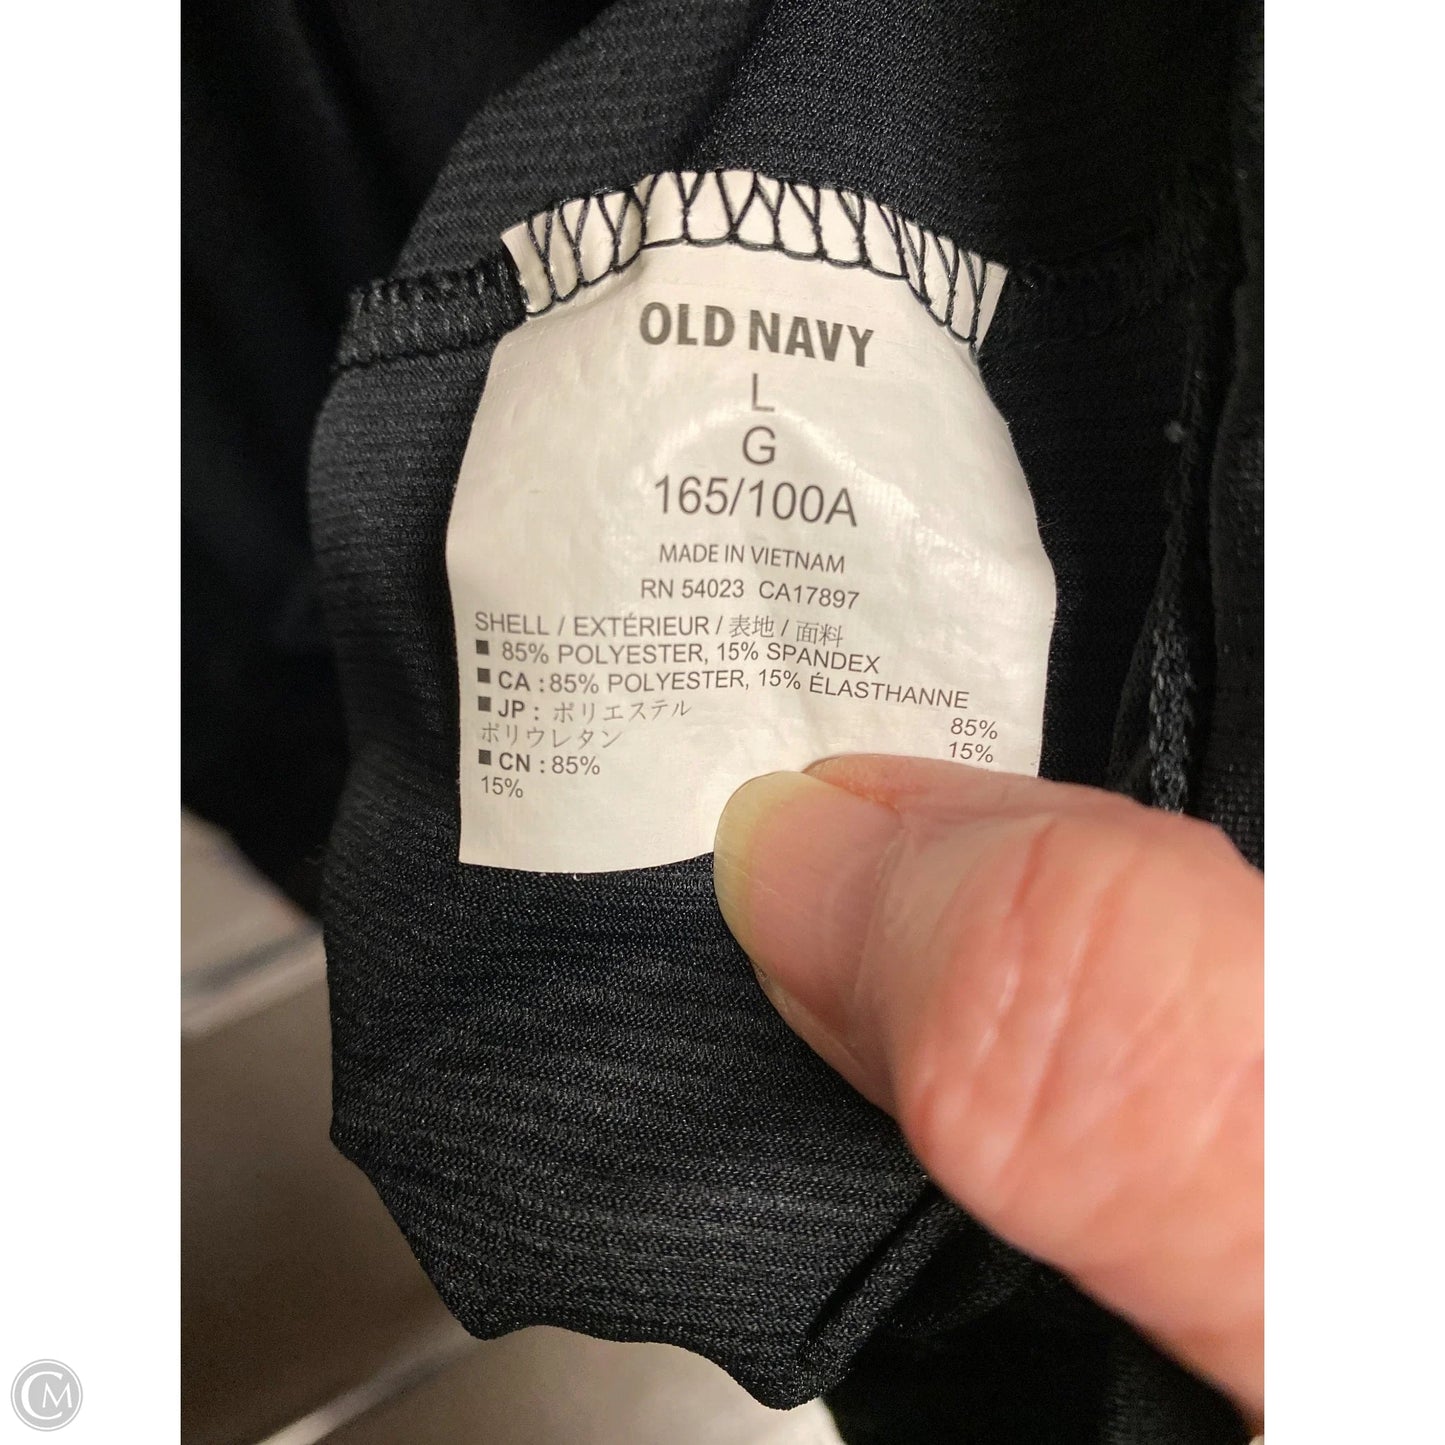 OLD NAVY
L
G
165/100A
MADE IN VIETNAM
RN 54023 CA17897
SHELL / EXTÉRIEUR / 表地 / 面料
■ 85% POLYESTER, 15% SPANDEX
■ CA : 85% POLYESTER, 15% ÉLASTHANNE
■ JP : ポリエステル 85%
ポリウレタン 15%
■ CN : 85%
15%
CM